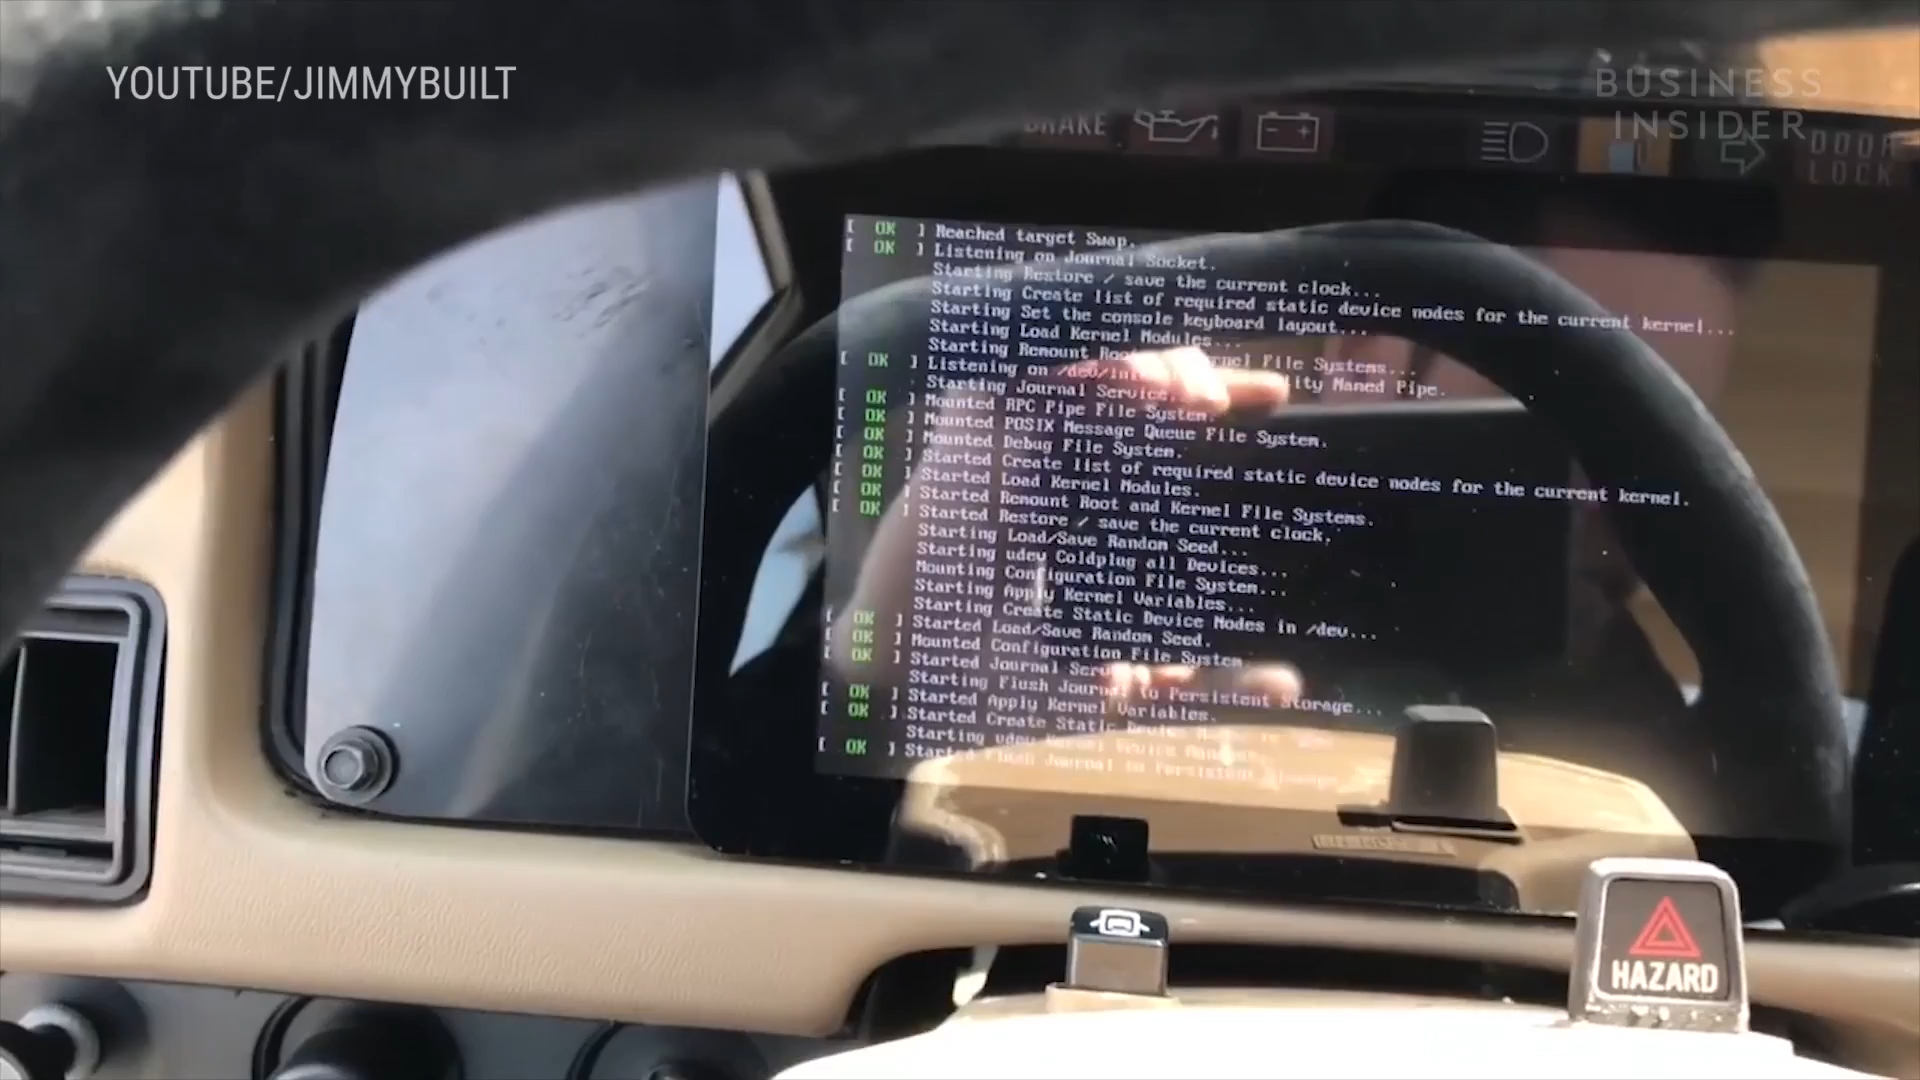 YOUTUBE/JIMMYBUILT
BUSINESS
INSIDER
BRAKE
DOOR
LOCK
[ OK ] Reached target Swap.
[ OK ] Listening on Journal Socket.
Starting Restore / save the current clock...
Starting Create list of required static device nodes for the current kernel...
Starting Set the console keyboard layout...
Starting Load Kernel Modules...
Starting Remount Root Kernel File Systems...
[ OK ] Listening on Named Pipe.
Starting Journal Service...
[ OK ] Mounted RPC Pipe File System.
[ OK ] Mounted POSIX Message Queue File System.
[ OK ] Mounted Debug File System.
[ OK ] Started Create list of required static device nodes for the current kernel.
[ OK ] Started Load Kernel Modules.
[ OK ] Started Remount Root and Kernel File Systems.
[ OK ] Started Restore / save the current clock.
Starting Load/Save Random Seed...
Starting udev Coldplug all Devices...
Mounting Configuration File System...
Starting Apply Kernel Variables...
Starting Create Static Device Nodes in /dev...
[ OK ] Started Load/Save Random Seed.
[ OK ] Mounted Configuration File System.
[ OK ] Started Journal
Starting Flush Journal to Persistent Storage...
[ OK ] Started Apply Kernel Variables.
[ OK ] Started Create Static
Starting udev Kernel Device Manager...
[ OK ] Started Flush Journal to Persistent
HAZARD